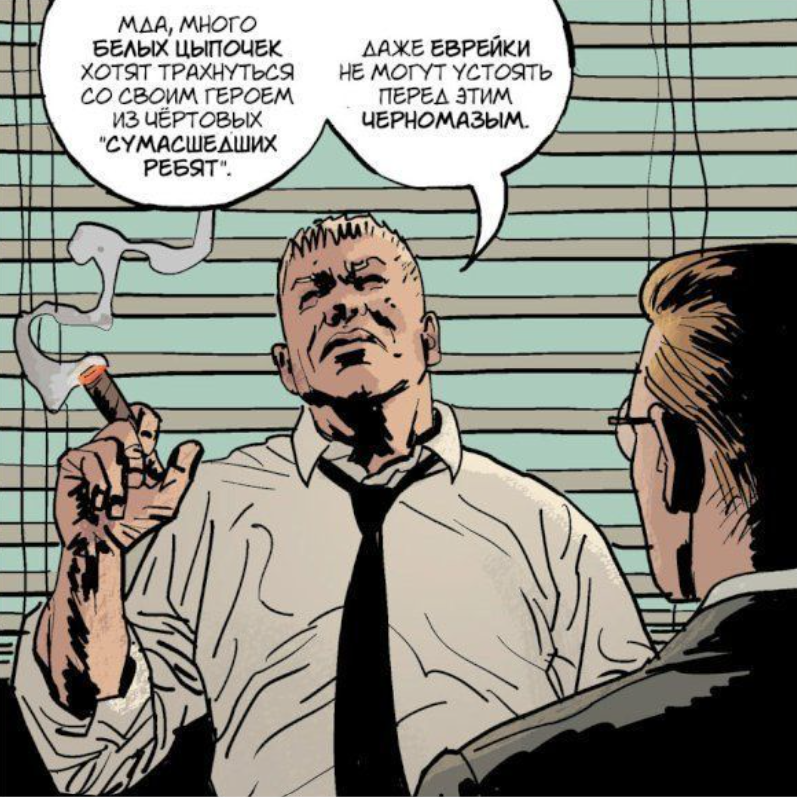 МДА, МНОГО
БЕЛЫХ ЦЫПОЧЕК
ХОТЯТ ТРАХНУТЬСЯ
СО СВОИМ ГЕРОЕМ
ИЗ ЧЁРТОВЫХ
"СУМАСШЕДШИХ
РЕБЯТ".
ДАЖЕ ЕВРЕЙКИ
НЕ МОГУТ УСТОЯТЬ
ПЕРЕД ЭТИМ
ЧЕРНОМАЗЫМ.